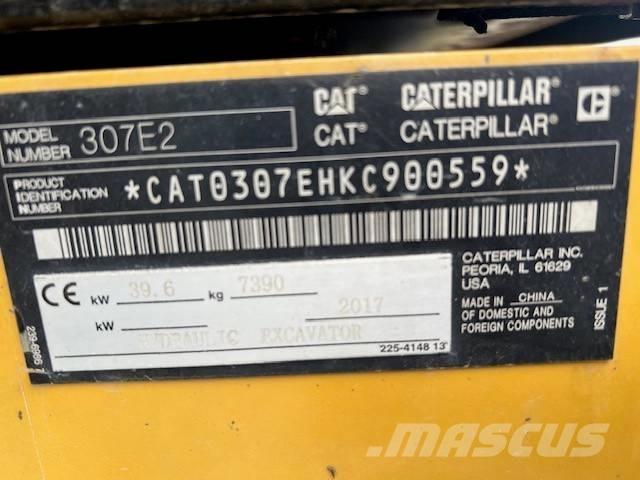 CAT® CATERPILLAR® C
CAT® CATERPILLAR®
MODEL NUMBER 307E2
PRODUCT IDENTIFICATION NUMBER *CAT0307EHKC900559*
CE kW 39.6 kg 7390
kW 2017
HYDRAULIC EXCAVATOR
225-4148 13
CATERPILLAR INC.
PEORIA, IL 61629
USA
MADE IN CHINA
OF DOMESTIC AND
FOREIGN COMPONENTS
ISSUE 1
MASCUS